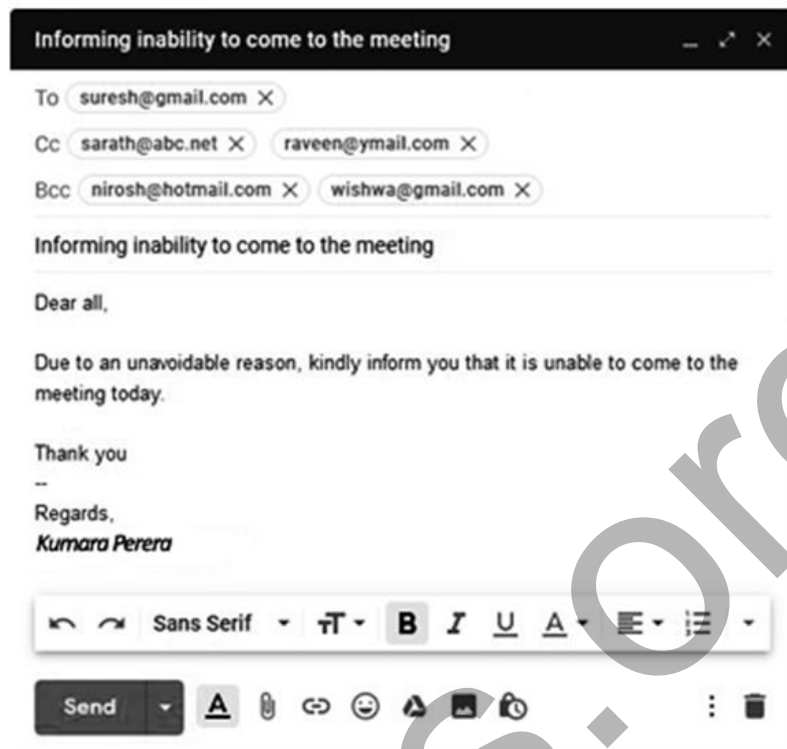 Informing inability to come to the meeting
To suresh@gmail.com
Cc sarath@abc.net raveen@ymail.com
Bcc nirosh@hotmail.com wishwa@gmail.com
Informing inability to come to the meeting
Dear all,
Due to an unavoidable reason, kindly inform you that it is unable to come to the
meeting today.
Thank you
--
Regards,
Kumara Perera
Sans Serif TT B I U A
Send A
s.ore